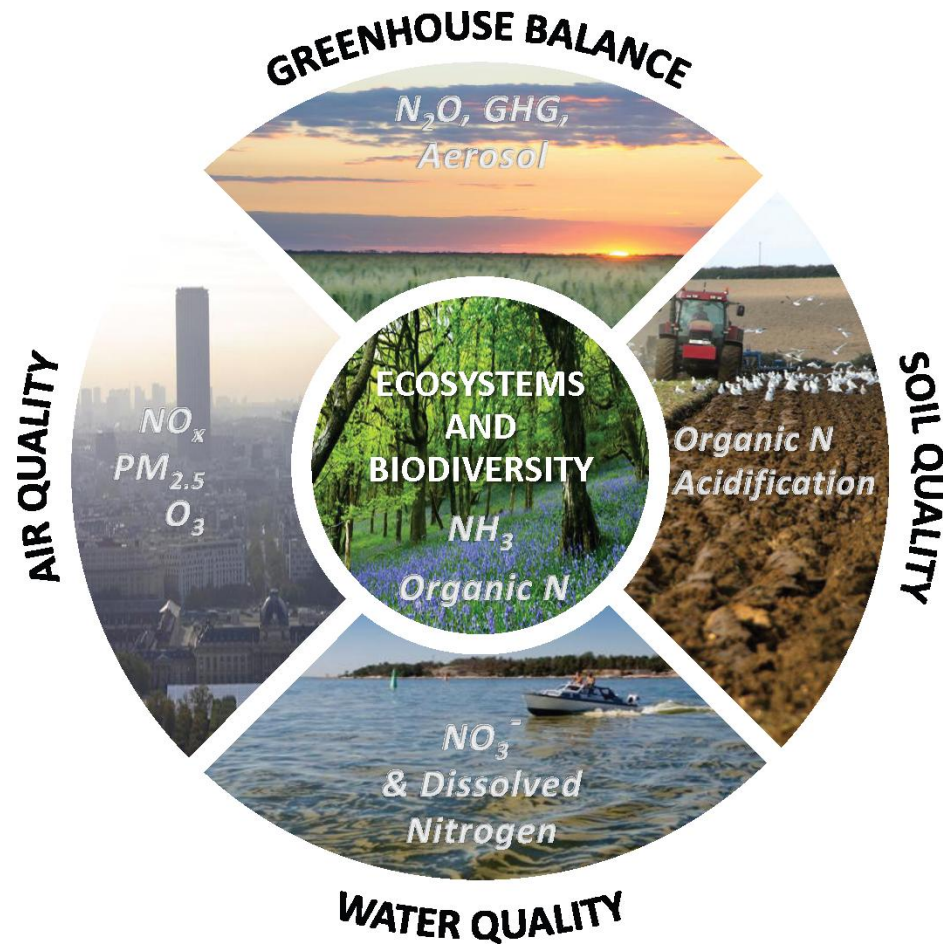 GREENHOUSE BALANCE
N₂O, GHG,
Aerosol
AIR QUALITY
NOₓ
PM₂.₅
O₃
ECOSYSTEMS
AND
BIODIVERSITY
NH₃
Organic N
SOIL QUALITY
Organic N
Acidification
NO₃⁻
& Dissolved
Nitrogen
WATER QUALITY